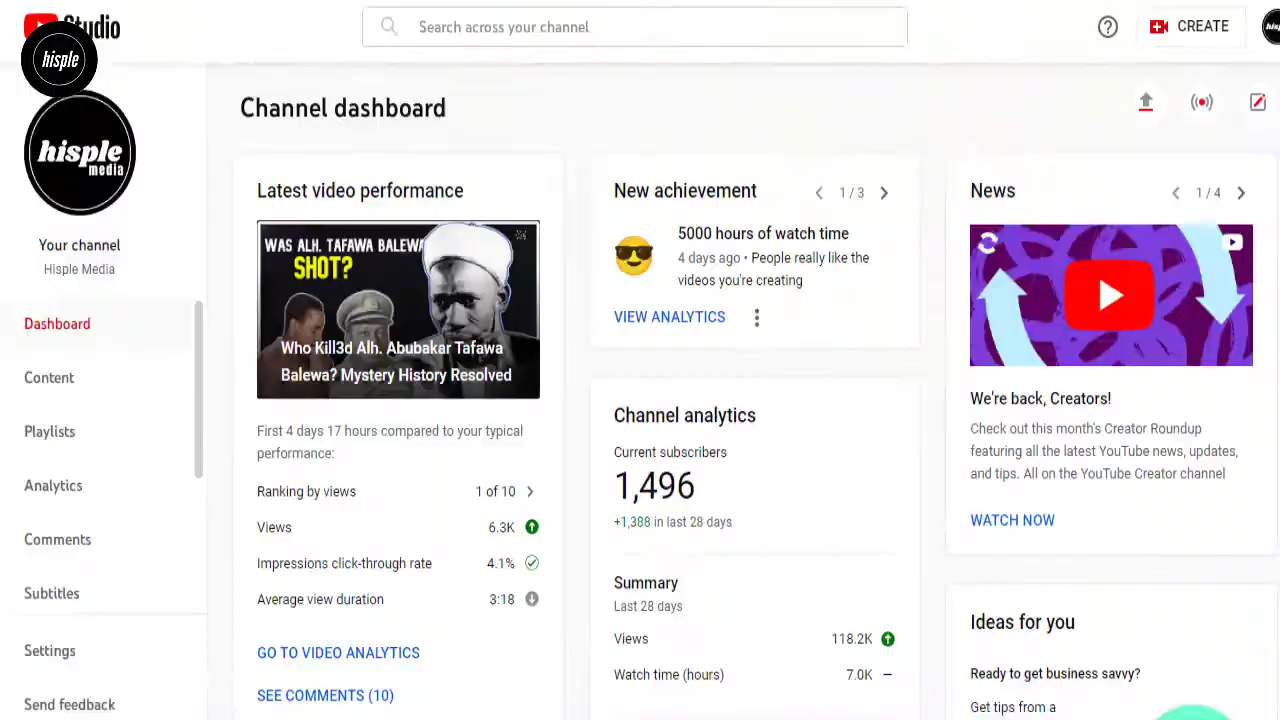 Studio
Search across your channel
CREATE
hisple
hisple
media
Your channel
Hisple Media
Dashboard
Content
Playlists
Analytics
Comments
Subtitles
Settings
Send feedback
Channel dashboard
Latest video performance
WAS ALH. TAFAWA BALEWA
SHOT?
Who Kill3d Alh. Abubakar Tafawa
Balewa? Mystery History Resolved
First 4 days 17 hours compared to your typical
performance:
Ranking by views 1 of 10
Views 6.3K
Impressions click-through rate 4.1%
Average view duration 3:18
GO TO VIDEO ANALYTICS
SEE COMMENTS (10)
New achievement 1 / 3
5000 hours of watch time
4 days ago • People really like the
videos you're creating
VIEW ANALYTICS
Channel analytics
Current subscribers
1,496
+1,388 in last 28 days
Summary
Last 28 days
Views 118.2K
Watch time (hours) 7.0K —
News 1 / 4
We're back, Creators!
Check out this month's Creator Roundup
featuring all the latest YouTube news, updates,
and tips. All on the YouTube Creator channel
WATCH NOW
Ideas for you
Ready to get business savvy?
Get tips from a